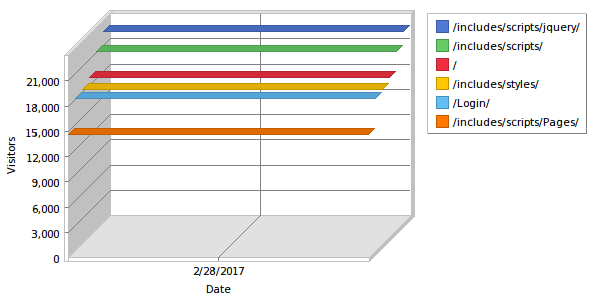 /includes/scripts/jquery/
/includes/scripts/
/
/includes/styles/
/Login/
/includes/scripts/Pages/
Visitors
21,000
18,000
15,000
12,000
9,000
6,000
3,000
0
2/28/2017
Date